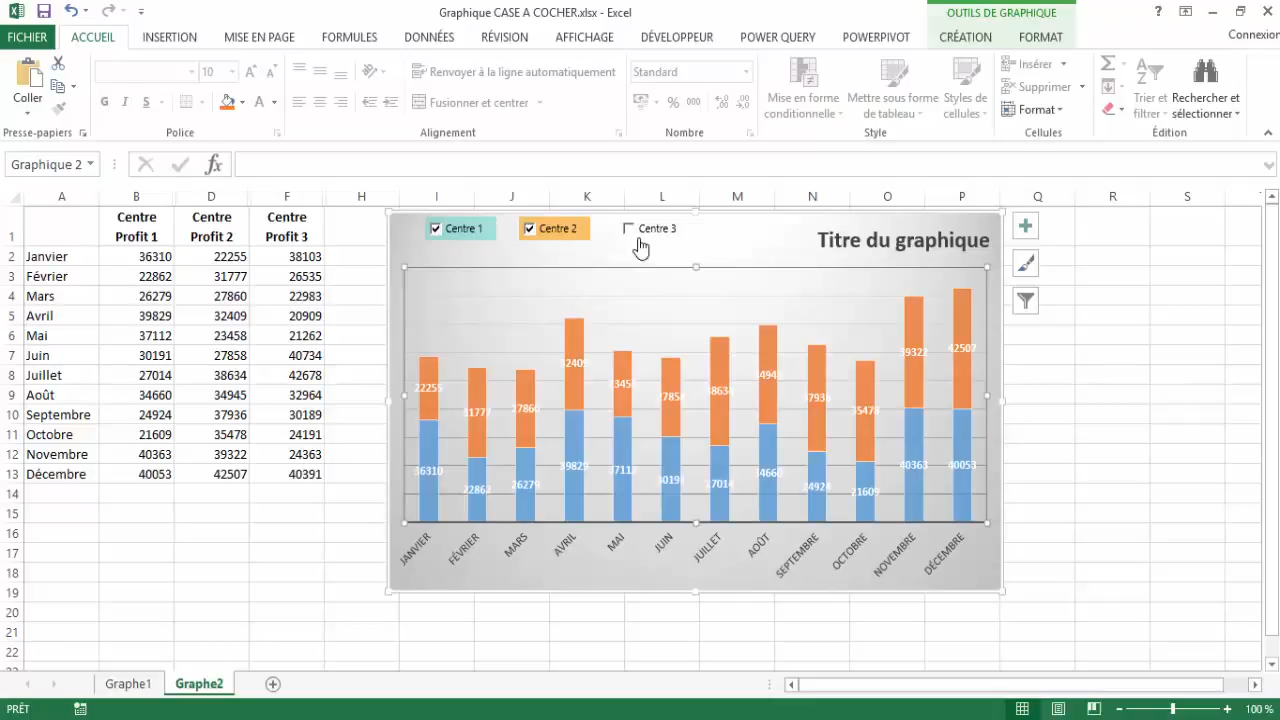 Graphique CASE A COCHER.xlsx - Excel
OUTILS DE GRAPHIQUE
FICHIER ACCUEIL INSERTION MISE EN PAGE FORMULES DONNÉES RÉVISION AFFICHAGE DÉVELOPPEUR POWER QUERY POWERPIVOT CRÉATION FORMAT Connexion
Coller
10
G I S
Renvoyer à la ligne automatiquement
Fusionner et centrer
Standard
% 000
Mise en forme conditionnelle
Mettre sous forme de tableau
Styles de cellules
Insérer
Supprimer
Format
Trier et filtrer
Rechercher et sélectionner
Presse-papiers Police Alignement Nombre Style Cellules Édition
Graphique 2
fx
A B D F H I J K L M N O P Q R S
1 Centre Profit 1 Centre Profit 2 Centre Profit 3
2 Janvier 36310 22255 38103
3 Février 22862 31777 26535
4 Mars 26279 27860 22983
5 Avril 39829 32409 20909
6 Mai 37112 23458 21262
7 Juin 30191 27858 40734
8 Juillet 27014 38634 42678
9 Août 34660 34945 32964
10 Septembre 24924 37936 30189
11 Octobre 21609 35478 24191
12 Novembre 40363 39322 24363
13 Décembre 40053 42507 40391
14
15
16
17
18
19
20
21
22
Centre 1 Centre 2 Centre 3
Titre du graphique
22255 31777 27860 32409 23458 27858 38634 34945 37936 35478 39322 42507
36310 22862 26279 39829 37112 30191 27014 34660 24924 21609 40363 40053
JANVIER FÉVRIER MARS AVRIL MAI JUIN JUILLET AOÛT SEPTEMBRE OCTOBRE NOVEMBRE DÉCEMBRE
Graphe1 Graphe2
PRÊT
100 %